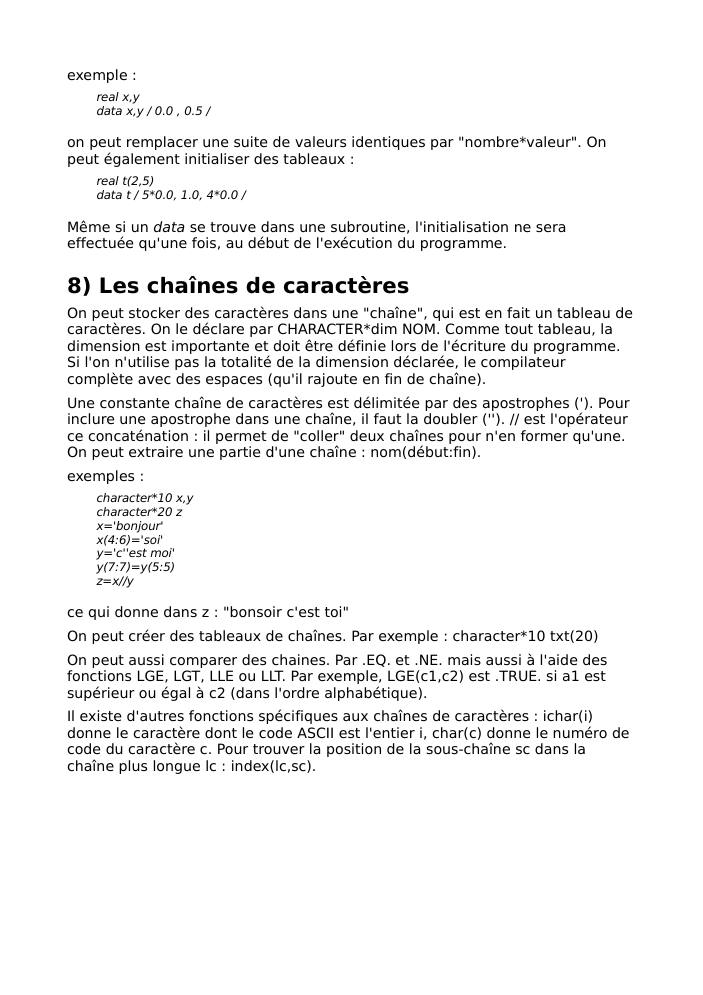 exemple :
real x,y
data x,y / 0.0 , 0.5 /
on peut remplacer une suite de valeurs identiques par "nombre*valeur". On
peut également initialiser des tableaux :
real t(2,5)
data t / 5*0.0, 1.0, 4*0.0 /
Même si un data se trouve dans une subroutine, l'initialisation ne sera
effectuée qu'une fois, au début de l'exécution du programme.
8) Les chaînes de caractères
On peut stocker des caractères dans une "chaîne", qui est en fait un tableau de
caractères. On le déclare par CHARACTER*dim NOM. Comme tout tableau, la
dimension est importante et doit être définie lors de l'écriture du programme.
Si l'on n'utilise pas la totalité de la dimension déclarée, le compilateur
complète avec des espaces (qu'il rajoute en fin de chaîne).
Une constante chaîne de caractères est délimitée par des apostrophes ('). Pour
inclure une apostrophe dans une chaîne, il faut la doubler (''). // est l'opérateur
ce concaténation : il permet de "coller" deux chaînes pour n'en former qu'une.
On peut extraire une partie d'une chaîne : nom(début:fin).
exemples :
character*10 x,y
character*20 z
x='bonjour'
x(4:6)='soi'
y='c''est moi'
y(7:7)=y(5:5)
z=x//y
ce qui donne dans z : "bonsoir c'est toi"
On peut créer des tableaux de chaînes. Par exemple : character*10 txt(20)
On peut aussi comparer des chaines. Par .EQ. et .NE. mais aussi à l'aide des
fonctions LGE, LGT, LLE ou LLT. Par exemple, LGE(c1,c2) est .TRUE. si a1 est
supérieur ou égal à c2 (dans l'ordre alphabétique).
Il existe d'autres fonctions spécifiques aux chaînes de caractères : ichar(i)
donne le caractère dont le code ASCII est l'entier i, char(c) donne le numéro de
code du caractère c. Pour trouver la position de la sous-chaîne sc dans la
chaîne plus longue lc : index(lc,sc).